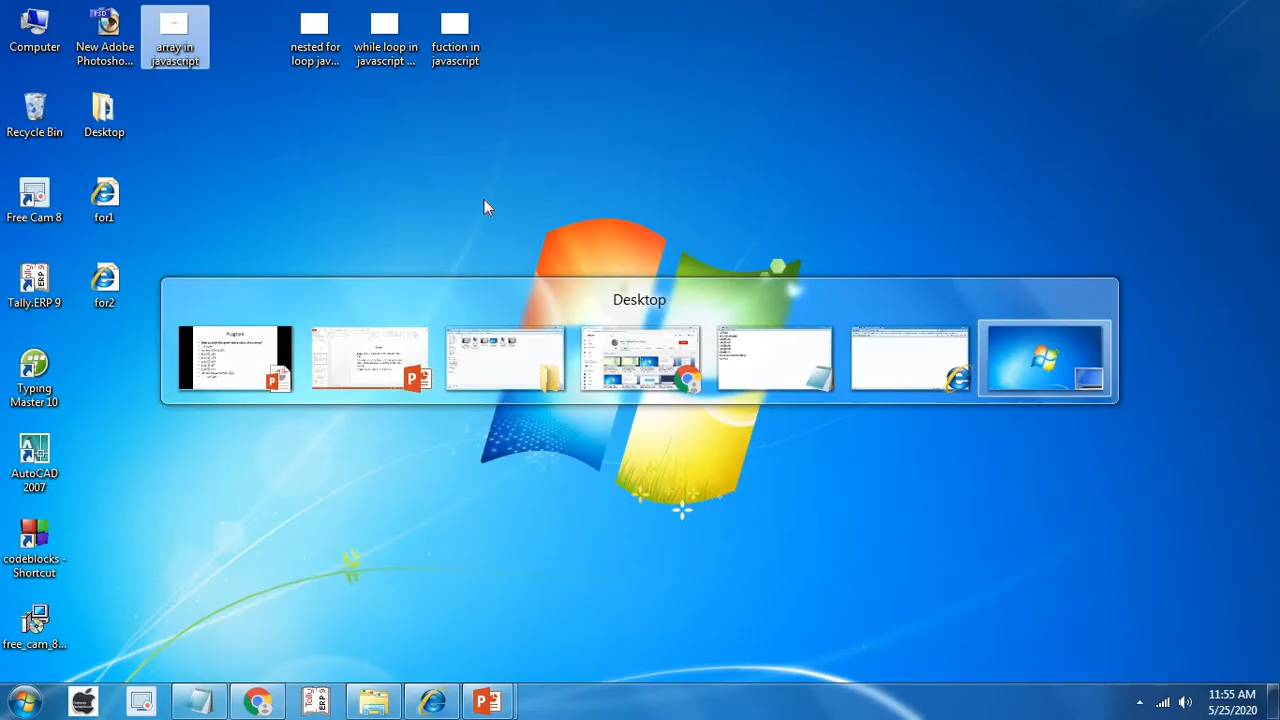 Computer
New Adobe
Photosho...
array in
javascript
nested for
loop jav...
while loop in
javascript ...
fuction in
javascript
Recycle Bin
Desktop
Free Cam 8
for1
Tally.ERP 9
for2
Desktop
Program
Typing
Master 10
AutoCAD
2007
codeblocks -
Shortcut
free_cam_8...
11:55 AM
5/25/2020